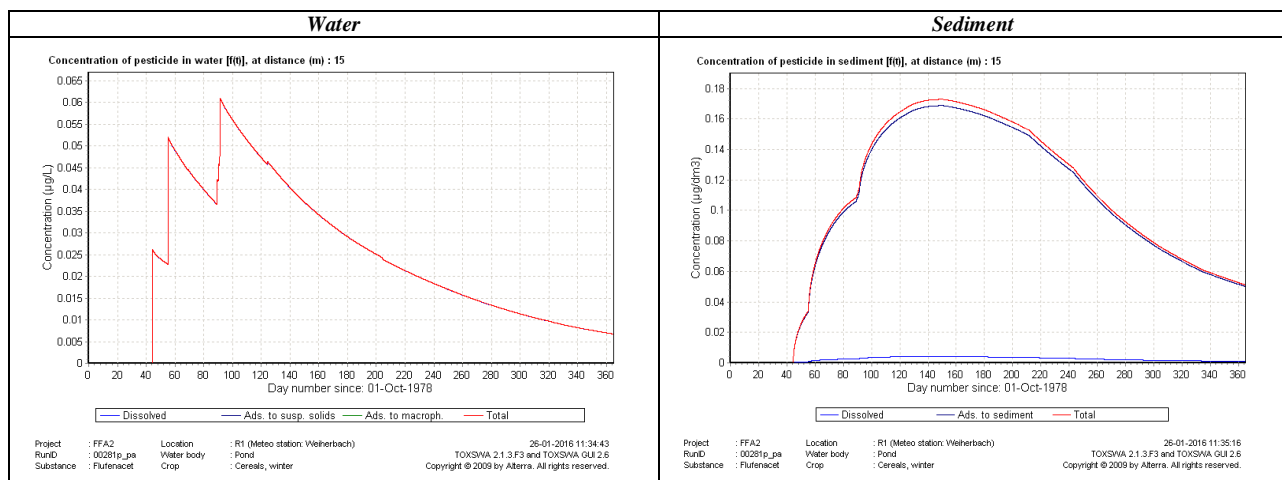 Water
Sediment
Concentration of pesticide in water [f(t)], at distance (m) : 15
0.065
0.06
0.055
0.05
0.045
0.04
0.035
0.03
0.025
0.02
0.015
0.01
0.005
0
Concentration (µg/L)
0 20 40 60 80 100 120 140 160 180 200 220 240 260 280 300 320 340 360
Day number since: 01-Oct-1978
Dissolved Ads. to susp. solids Ads. to macroph. Total
Project : FFA2 Location : R1 (Meteo station: Weiherbach) 26-01-2016 11:34:43
RunID : 00281p_pa Water body : Pond TOXSWA 2.1.3.F3 and TOXSWA GUI 2.6
Substance : Flufenacet Crop : Cereals, winter Copyright © 2009 by Alterra. All rights reserved.
Concentration of pesticide in sediment [f(t)], at distance (m) : 15
0.18
0.16
0.14
0.12
0.1
0.08
0.06
0.04
0.02
0
Concentration (µg/dm3)
0 20 40 60 80 100 120 140 160 180 200 220 240 260 280 300 320 340 360
Day number since: 01-Oct-1978
Dissolved Ads. to sediment Total
Project : FFA2 Location : R1 (Meteo station: Weiherbach) 26-01-2016 11:35:16
RunID : 00281p_pa Water body : Pond TOXSWA 2.1.3.F3 and TOXSWA GUI 2.6
Substance : Flufenacet Crop : Cereals, winter Copyright © 2009 by Alterra. All rights reserved.